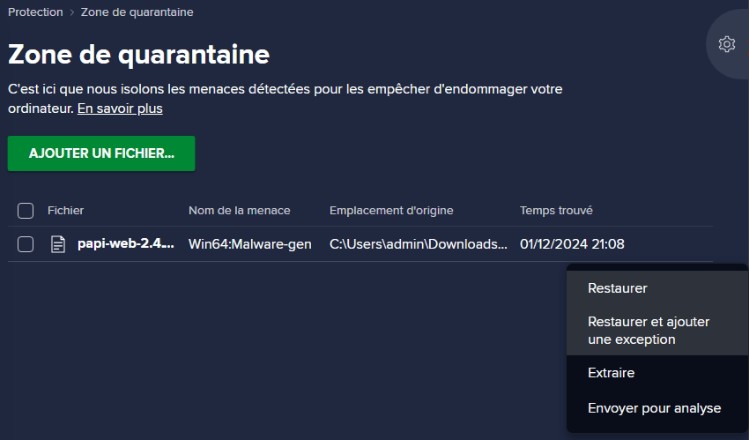 Protection > Zone de quarantaine
Zone de quarantaine
C'est ici que nous isolons les menaces détectées pour les empêcher d'endommager votre
ordinateur. En savoir plus
AJOUTER UN FICHIER...
Fichier Nom de la menace Emplacement d'origine Temps trouvé
papi-web-2.4.... Win64:Malware-gen C:\Users\admin\Downloads... 01/12/2024 21:08
Restaurer
Restaurer et ajouter
une exception
Extraire
Envoyer pour analyse